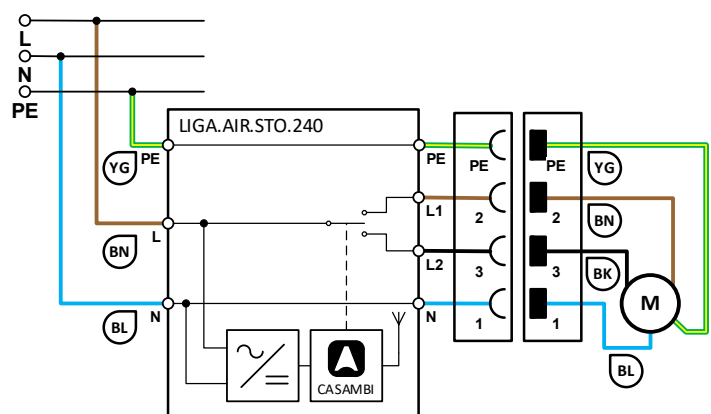 L
N
PE
LIGA.AIR.STO.240
YG
PE
PE
PE
PE
YG
L1
2
2
BN
BN
L
L2
3
3
BK
M
BL
N
N
1
1
BL
CASAMBI